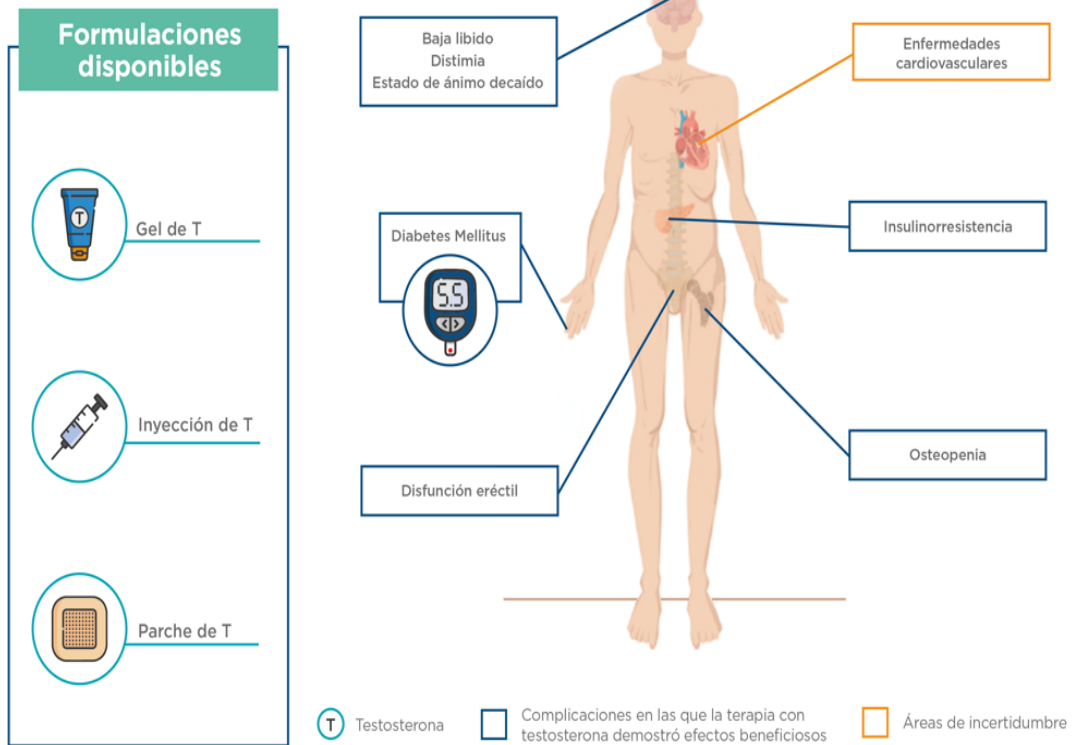 Formulaciones
disponibles
T
Gel de T
Inyección de T
Parche de T
Baja libido
Distimia
Estado de ánimo decaído
Enfermedades
cardiovasculares
Diabetes Mellitus
5.5
Insulinorresistencia
Disfunción eréctil
Osteopenia
T Testosterona
Complicaciones en las que la terapia con
testosterona demostró efectos beneficiosos
Áreas de incertidumbre